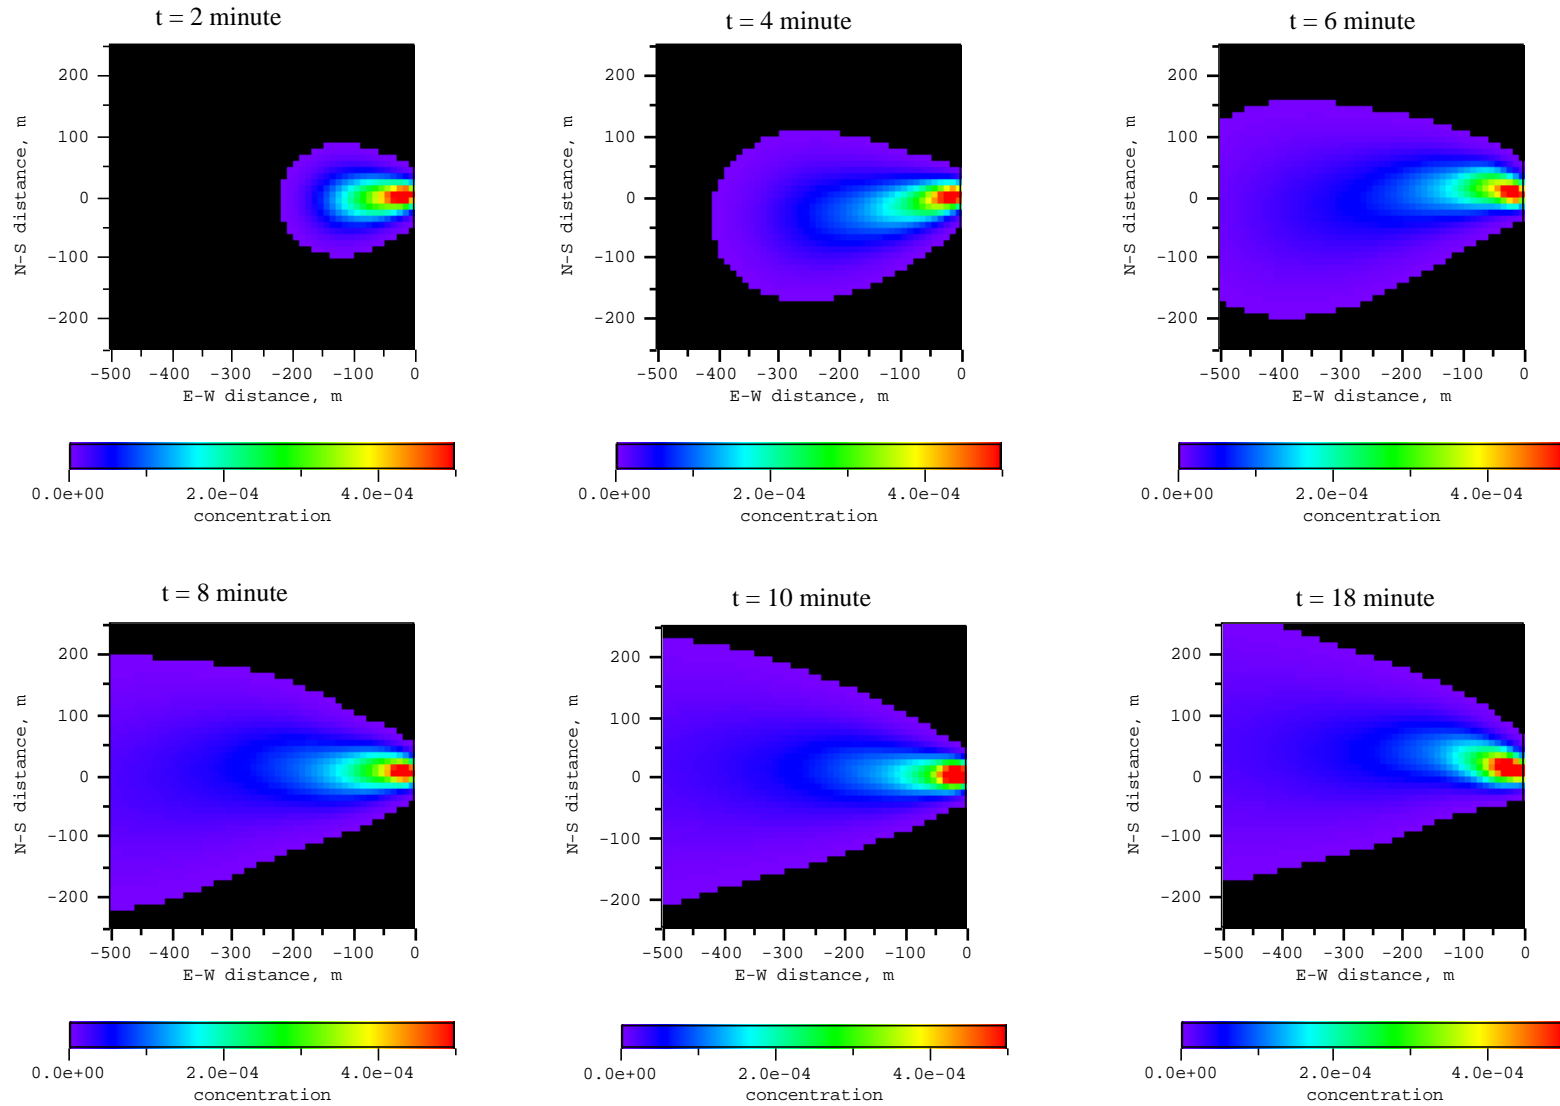 t = 2 minute
200
100
0
-100
-200
N-S distance, m
-500 -400 -300 -200 -100 0
E-W distance, m
0.0e+00 2.0e-04 4.0e-04
concentration
t = 4 minute
200
100
0
-100
-200
N-S distance, m
-500 -400 -300 -200 -100 0
E-W distance, m
0.0e+00 2.0e-04 4.0e-04
concentration
t = 6 minute
200
100
0
-100
-200
N-S distance, m
-500 -400 -300 -200 -100 0
E-W distance, m
0.0e+00 2.0e-04 4.0e-04
concentration
t = 8 minute
200
100
0
-100
-200
N-S distance, m
-500 -400 -300 -200 -100 0
E-W distance, m
0.0e+00 2.0e-04 4.0e-04
concentration
t = 10 minute
200
100
0
-100
-200
N-S distance, m
-500 -400 -300 -200 -100 0
E-W distance, m
0.0e+00 2.0e-04 4.0e-04
concentration
t = 18 minute
200
100
0
-100
-200
N-S distance, m
-500 -400 -300 -200 -100 0
E-W distance, m
0.0e+00 2.0e-04 4.0e-04
concentration